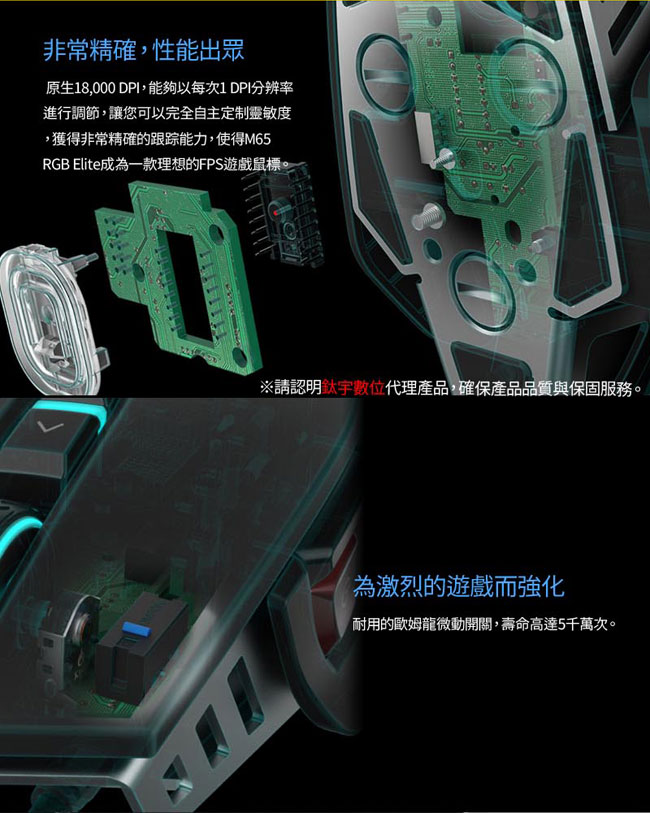 非常精確，性能出眾
原生18,000 DPI，能夠以每次1 DPI分辨率
進行調節，讓您可以完全自主定制靈敏度
，獲得非常精確的跟踪能力，使得M65
RGB Elite成為一款理想的FPS遊戲鼠標。
※請認明鈦宇數位代理產品，確保產品品質與保固服務。
為激烈的遊戲而強化
耐用的歐姆龍微動開關，壽命高達5千萬次。